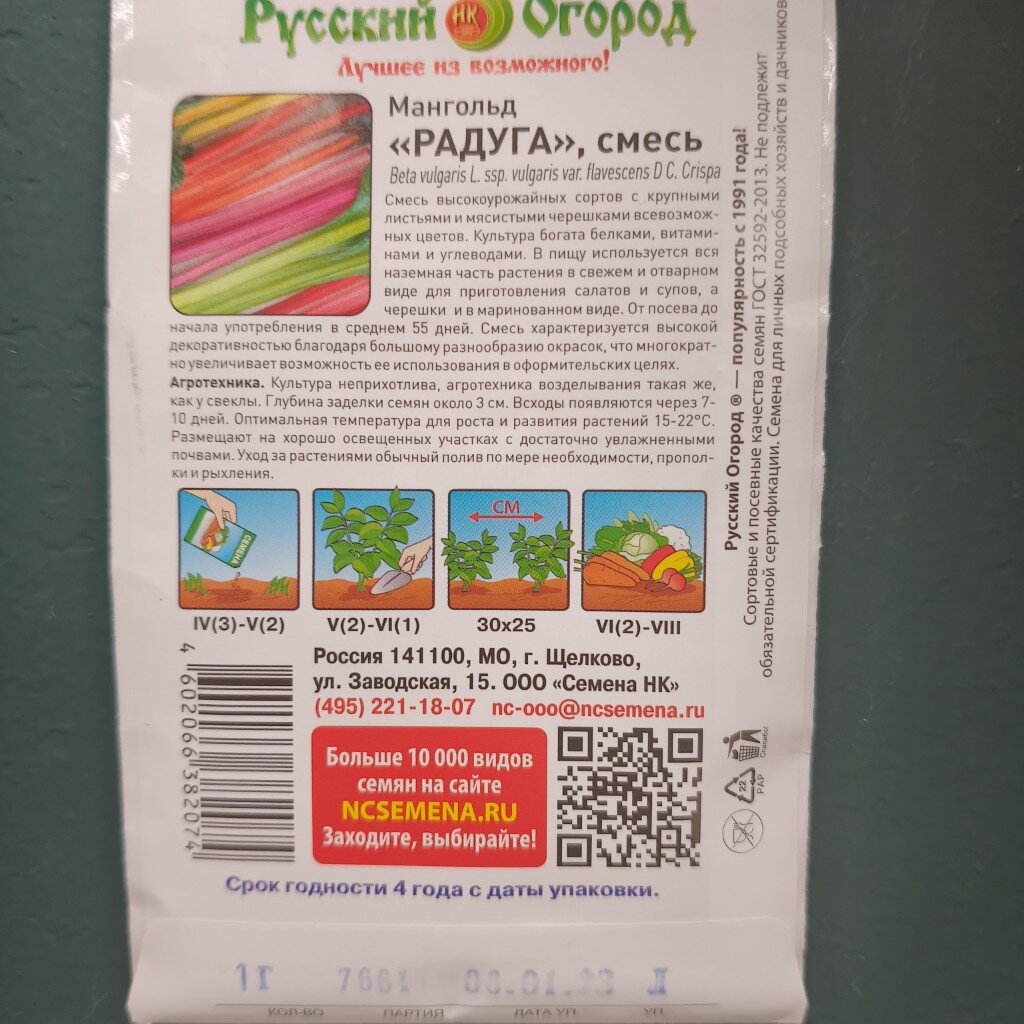 Русский НК Огород
Лучшее из возможного!
Мангольд
«РАДУГА», смесь
Beta vulgaris L. ssp. vulgaris var. flavescens D C. Crispa
Смесь высокоурожайных сортов с крупными
листьями и мясистыми черешками всевозмож-
ных цветов. Культура богата белками, витами-
нами и углеводами. В пищу используется вся
наземная часть растения в свежем и отварном
виде для приготовления салатов и супов, а
черешки и в маринованном виде. От посева до
начала употребления в среднем 55 дней. Смесь характеризуется высокой
декоративностью благодаря большому разнообразию окрасок, что многократ-
но увеличивает возможность ее использования в оформительских целях.
Агротехника. Культура неприхотлива, агротехника возделывания такая же,
как у свеклы. Глубина заделки семян около 3 см. Всходы появляются через 7-
10 дней. Оптимальная температура для роста и развития растений 15-22°С.
Размещают на хорошо освещенных участках с достаточно увлажненными
почвами. Уход за растениями обычный полив по мере необходимости, пропол-
ки и рыхления.
СЕМЕНА
СМ
IV(3)-V(2)
V(2)-VI(1)
30x25
VI(2)-VIII
Россия 141100, МО, г. Щелково,
ул. Заводская, 15. ООО «Семена НК»
(495) 221-18-07 nc-ooo@ncsemena.ru
4 602066 382074
Больше 10 000 видов
семян на сайте
NCSEMENA.RU
Заходите, выбирайте!
Срок годности 4 года с даты упаковки.
1г 7661 06.01.23 Л
КОЛ-ВО ПАРТИЯ ДАТА УП. УП.
Русский Огород ® — популярность с 1991 года!
Сортовые и посевные качества семян ГОСТ 32592-2013. Не подлежит
обязательной сертификации. Семена для личных подсобных хозяйств и дачников
Спасибо!
22
PAP